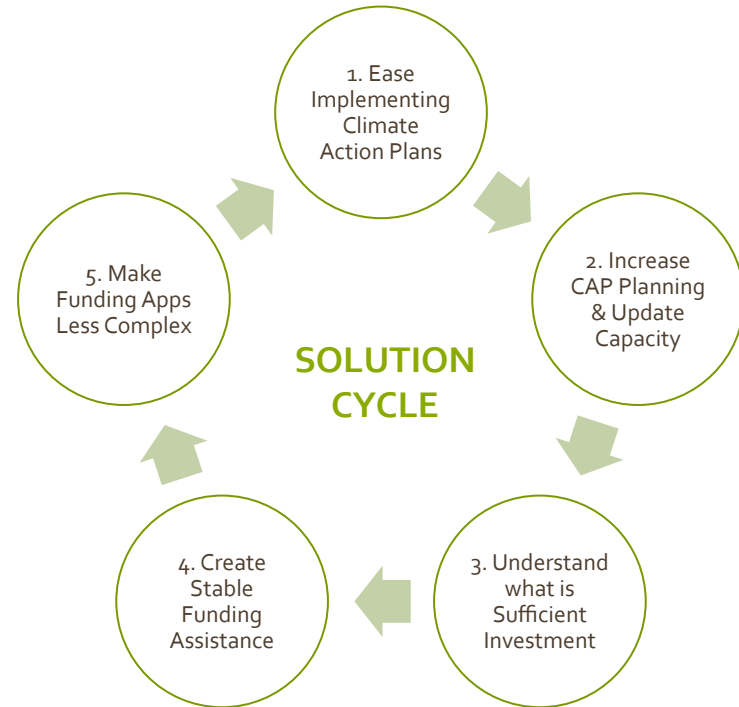 1. Ease
Implementing
Climate
Action Plans
2. Increase
CAP Planning
& Update
Capacity
3. Understand
what is
Sufficient
Investment
4. Create
Stable
Funding
Assistance
5. Make
Funding Apps
Less Complex
SOLUTION
CYCLE